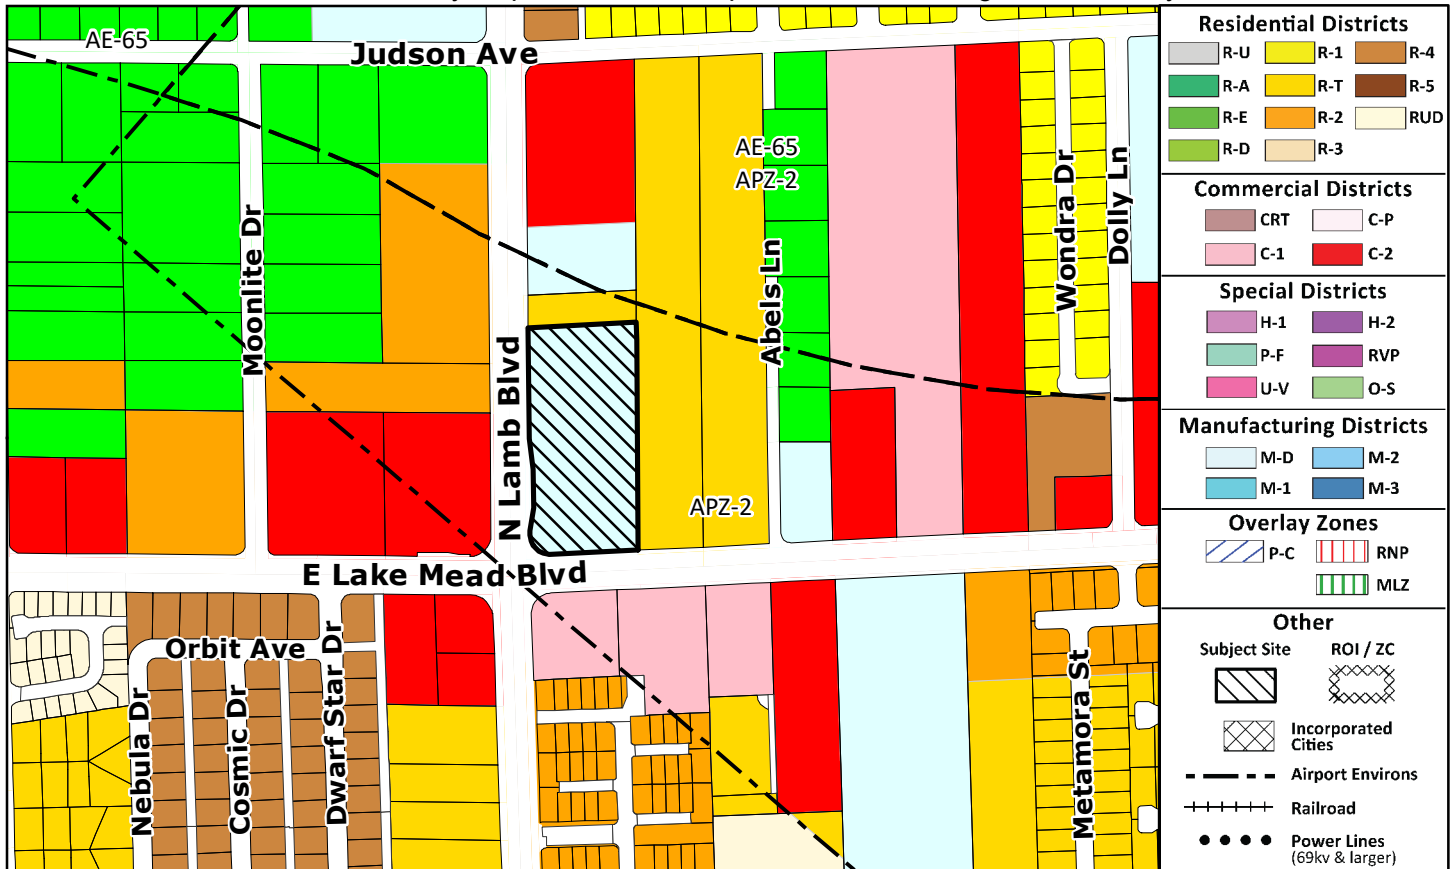 AE-65
Judson Ave
AE-65
APZ-2
Moonlite Dr
N Lamb Blvd
Abels Ln
Wondra Dr
Dolly Ln
APZ-2
E Lake Mead Blvd
Orbit Ave
Nebula Dr
Cosmic Dr
Dwarf Star Dr
Metamora St
Residential Districts
R-U R-1 R-4
R-A R-T R-5
R-E R-2 RUD
R-D R-3
Commercial Districts
CRT C-P
C-1 C-2
Special Districts
H-1 H-2
P-F RVP
U-V O-S
Manufacturing Districts
M-D M-2
M-1 M-3
Overlay Zones
P-C RNP
MLZ
Other
Subject Site ROI / ZC
Incorporated
Cities
Airport Environs
Railroad
Power Lines
(69kv & larger)